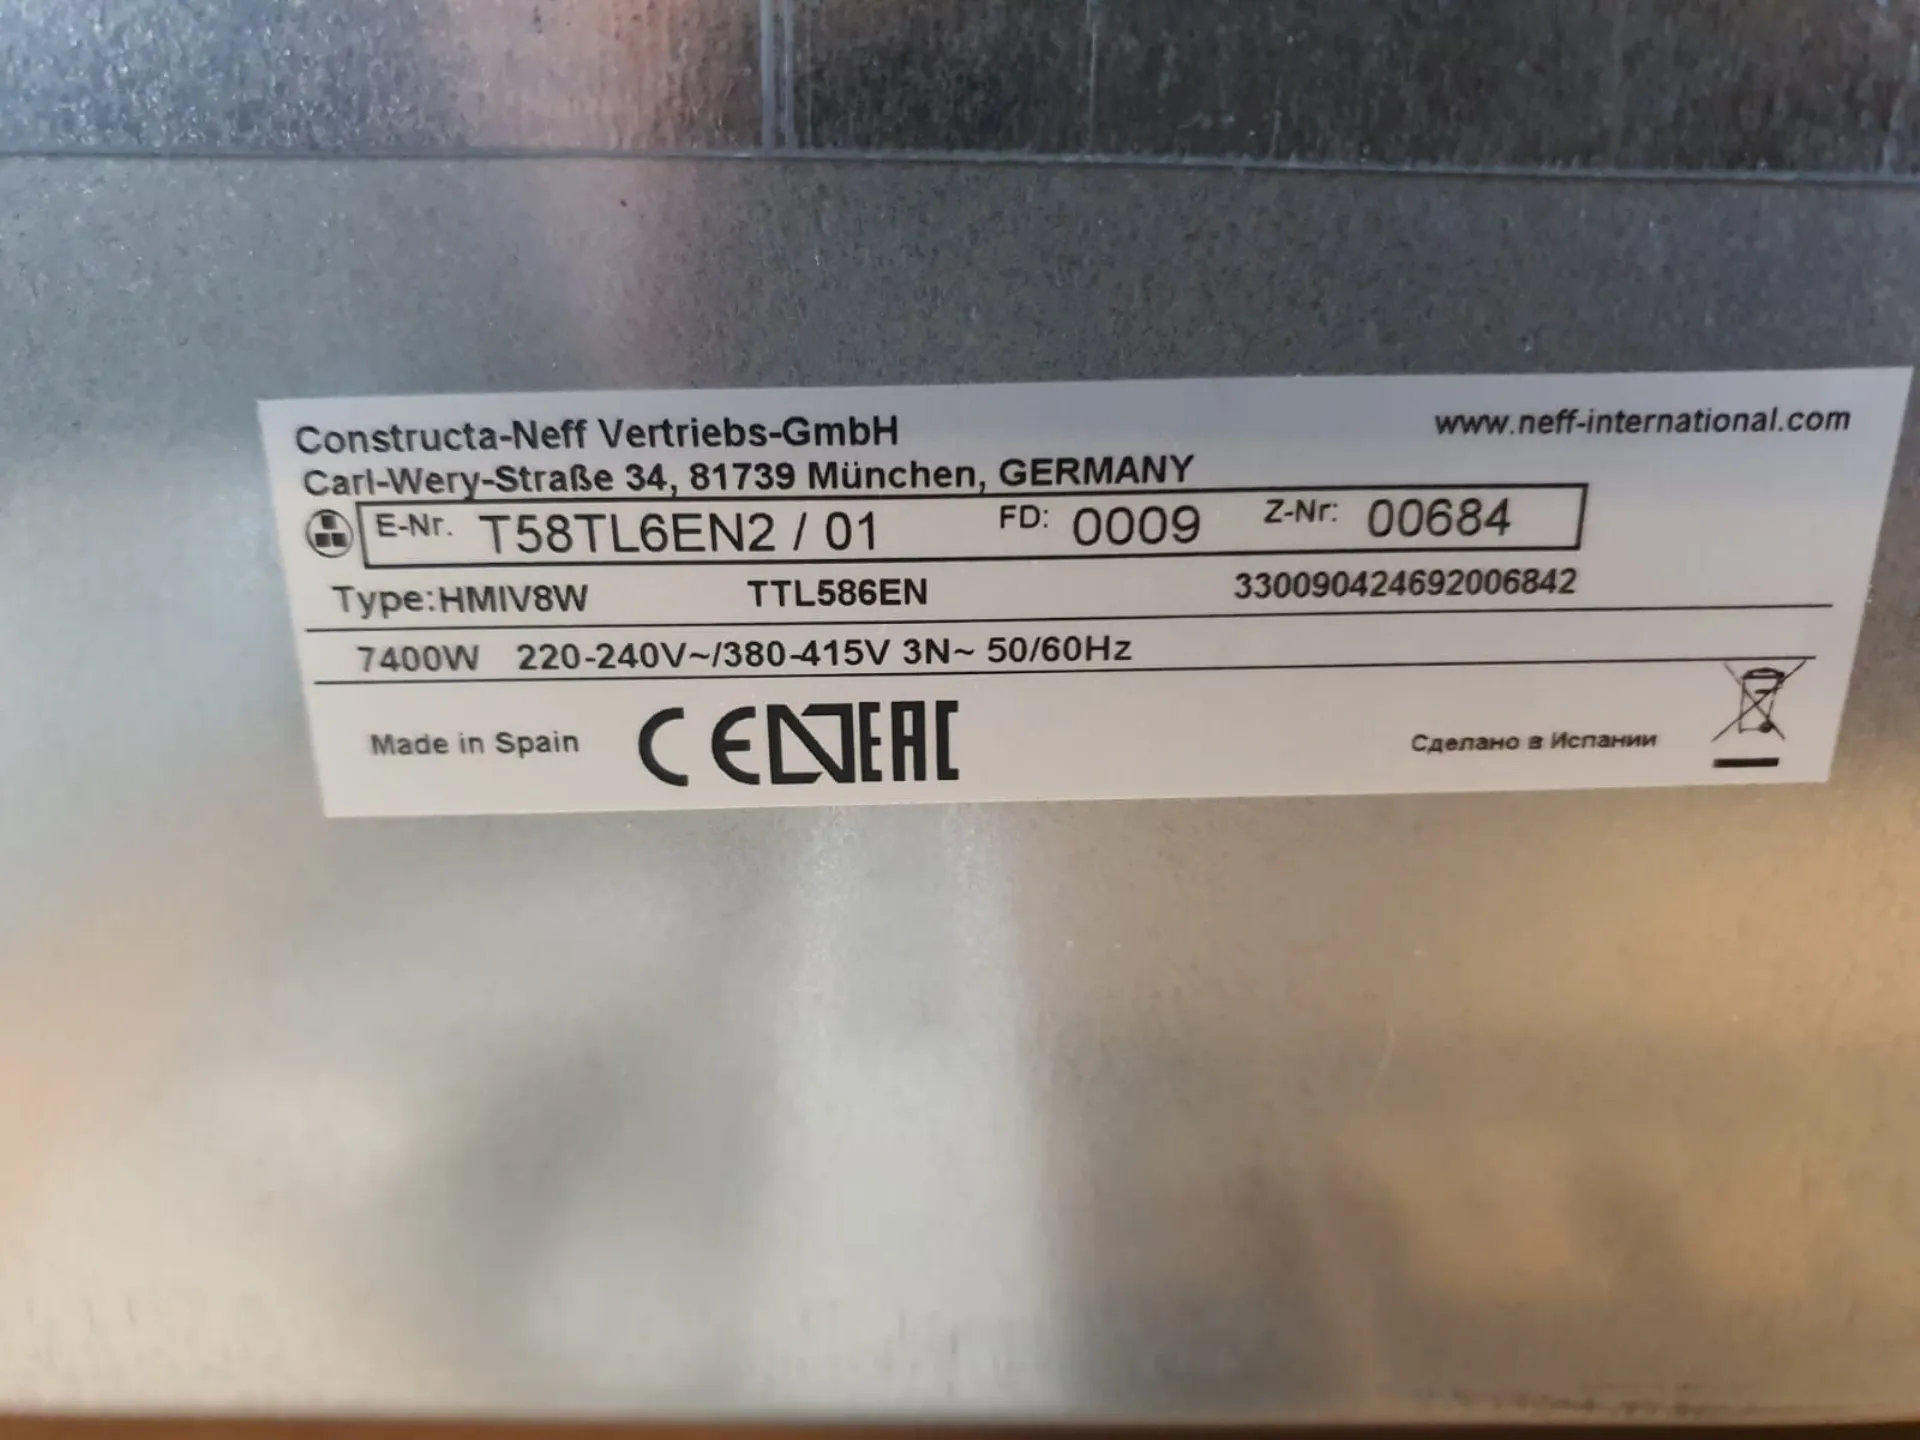 Constructa-Neff Vertriebs-GmbH www.neff-international.com
Carl-Wery-Straße 34, 81739 München, GERMANY
E-Nr. T58TL6EN2 / 01 FD: 0009 Z-Nr: 00684
Type:HMIV8W TTL586EN 330090424692006842
7400W 220-240V~/380-415V 3N~ 50/60Hz
Made in Spain CE EAC Сделано в Испании